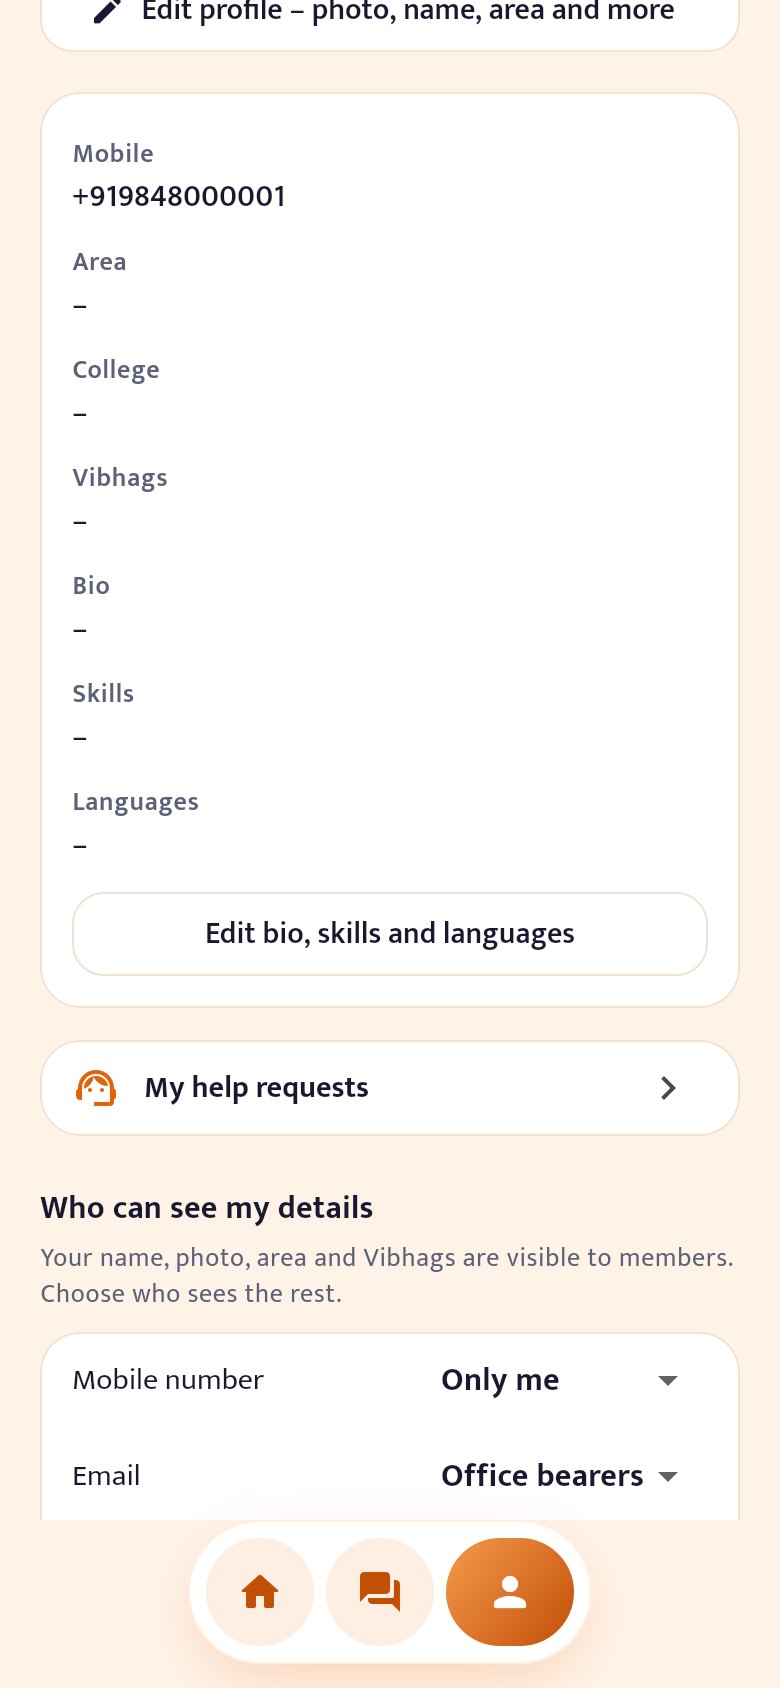 Edit profile – photo, name, area and more
Mobile
+919848000001
Area
–
College
–
Vibhags
–
Bio
–
Skills
–
Languages
–
Edit bio, skills and languages
My help requests
Who can see my details
Your name, photo, area and Vibhags are visible to members.
Choose who sees the rest.
Mobile number Only me
Email Office bearers